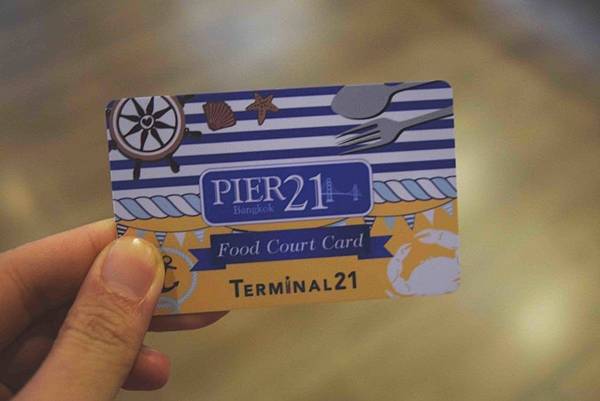 PIER21
Bangkok
Food Court Card
TERMINAL21